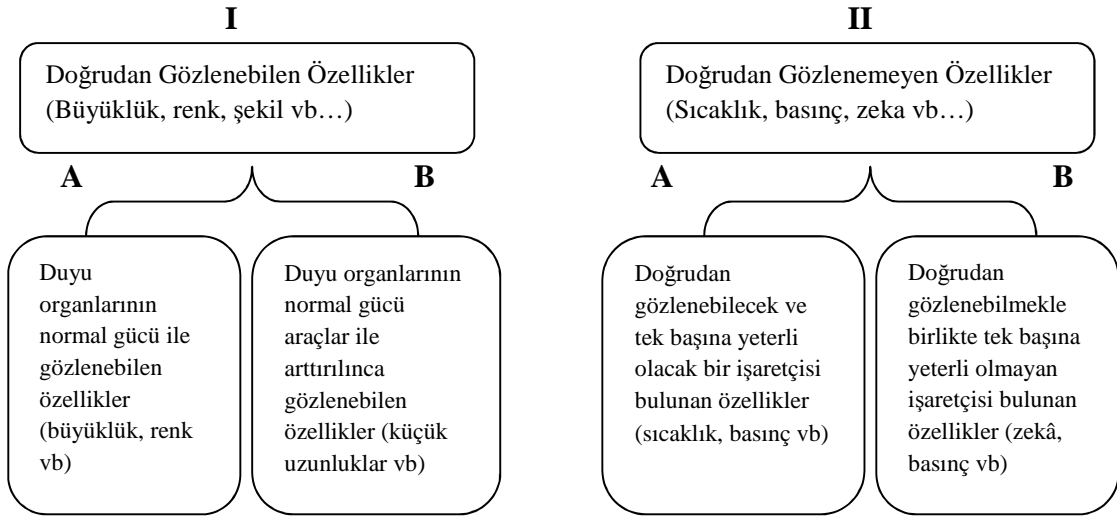 I
Doğrudan Gözlenebilen Özellikler
(Büyüklük, renk, şekil vb…)
A
B
Duyu
organlarının
normal gücü ile
gözlenebilen
özellikler
(büyüklük, renk
vb)
Duyu organlarının
normal gücü
araçlar ile
arttırılınca
gözlenebilen
özellikler (küçük
uzunluklar vb)
II
Doğrudan Gözlenemeyen Özellikler
(Sıcaklık, basınç, zeka vb…)
A
B
Doğrudan
gözlenebilecek ve
tek başına yeterli
olacak bir işaretçisi
bulunan özellikler
(sıcaklık, basınç vb)
Doğrudan
gözlenebilmekle
birlikte tek başına
yeterli olmayan
işaretçisi bulunan
özellikler (zekâ,
basınç vb)